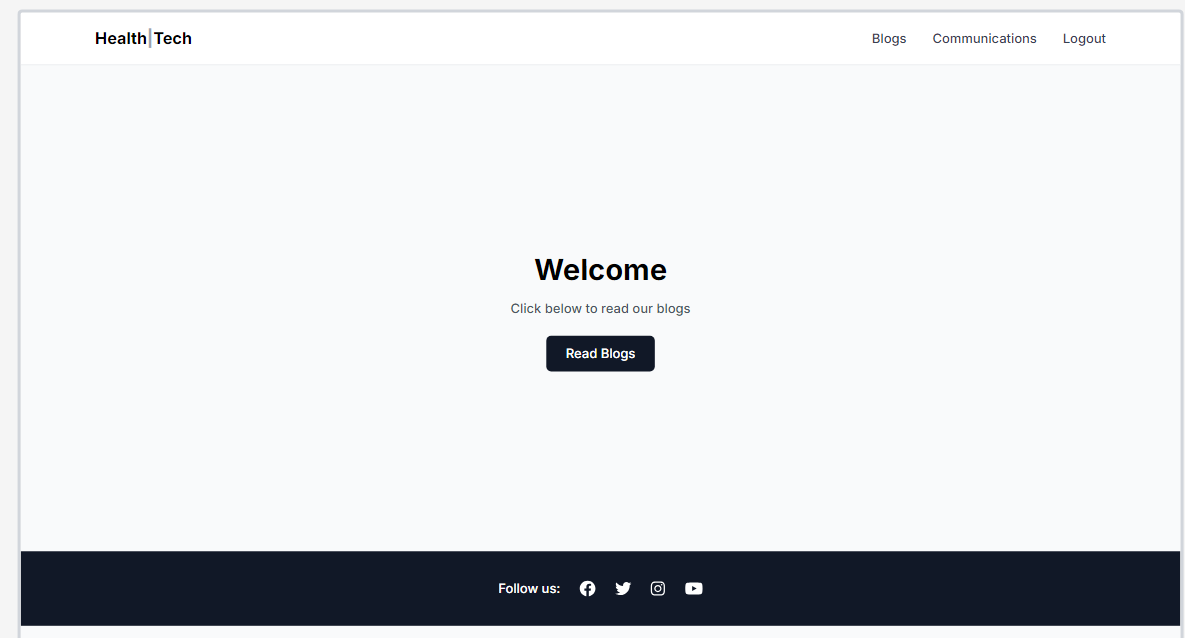 Health|Tech
Blogs Communications Logout
Welcome
Click below to read our blogs
Read Blogs
Follow us: